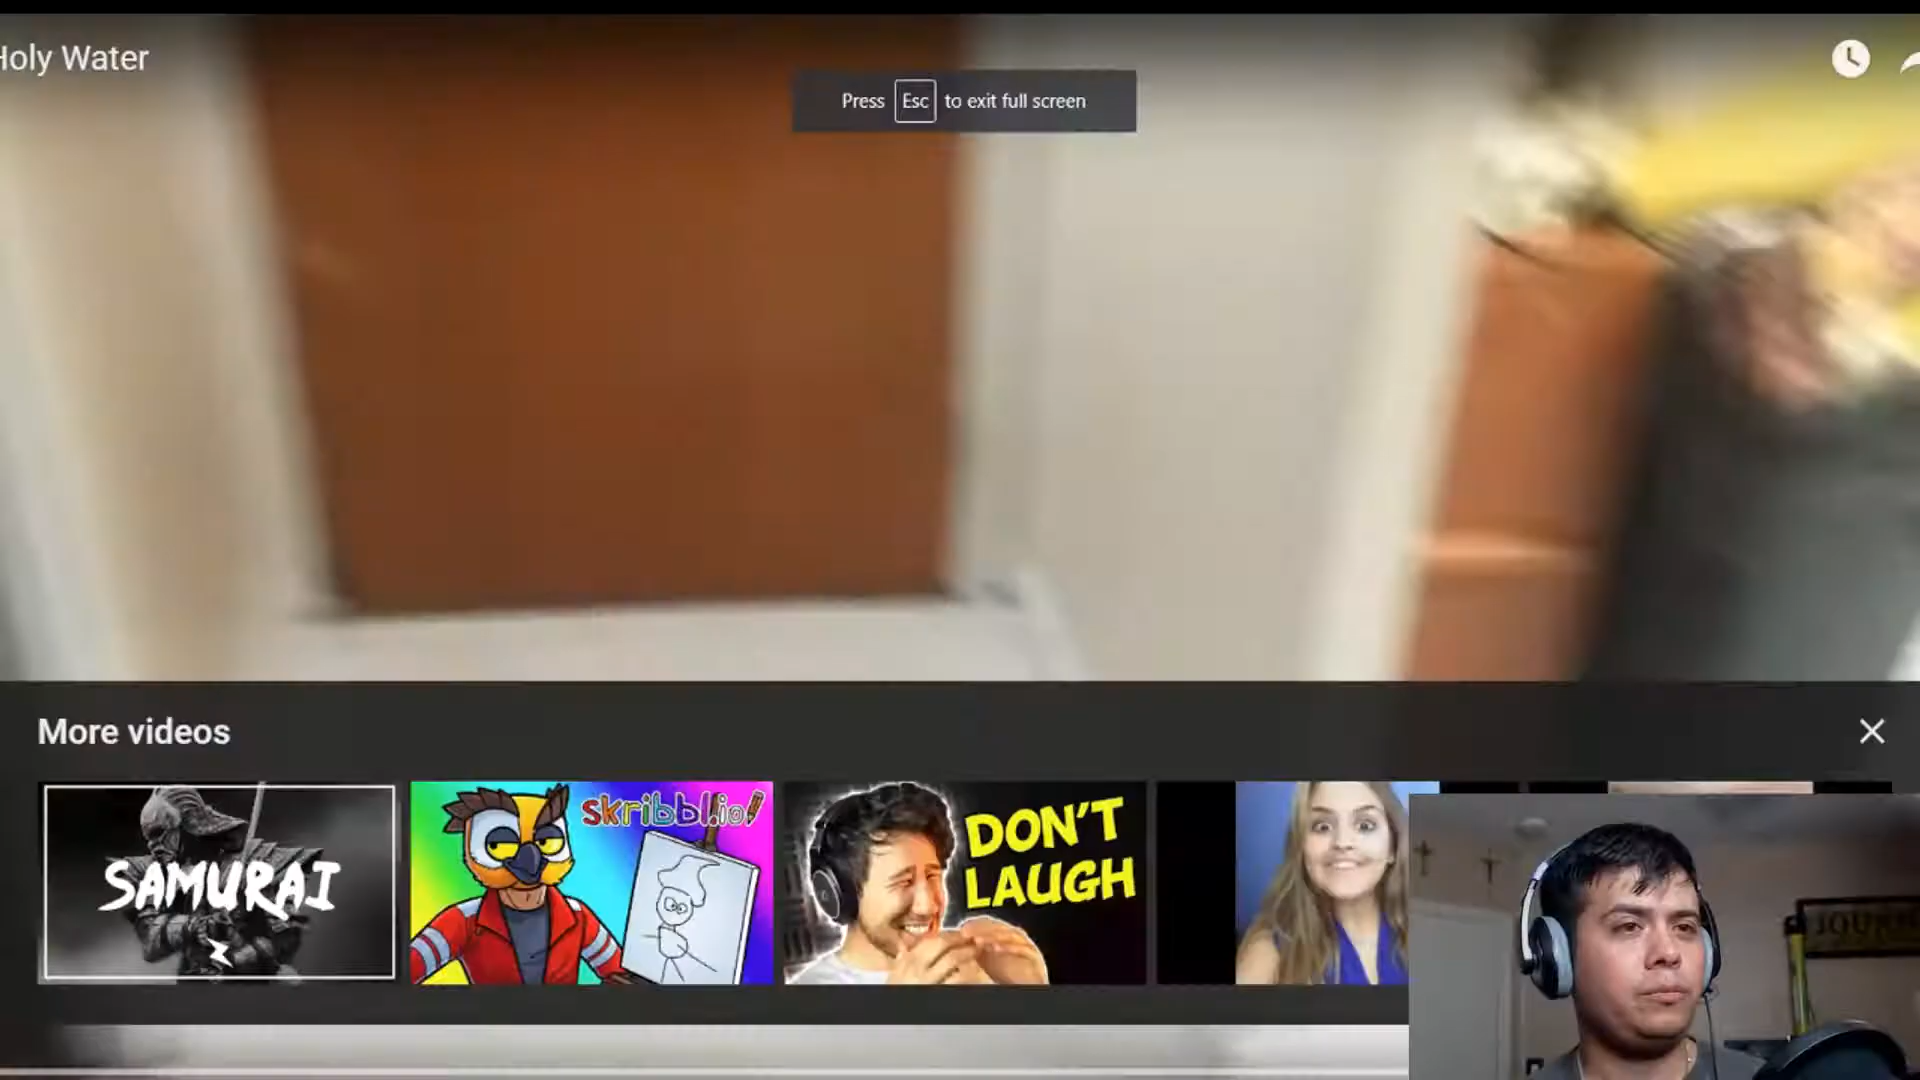 Holy Water
Press Esc to exit full screen
More videos
SAMURAI
skribbl.io!
DON'T
LAUGH